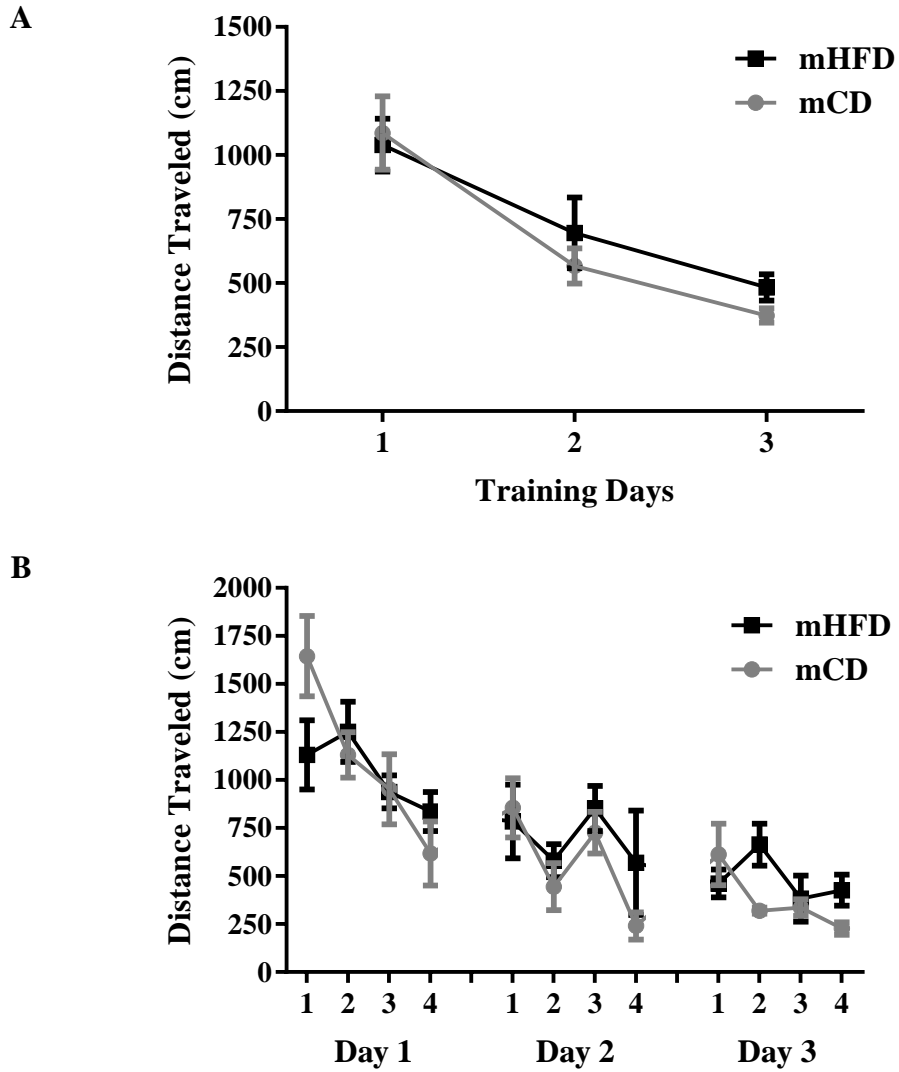 A
1500
1250
1000
750
500
250
0
Distance Traveled (cm)
mHFD
mCD
1 2 3
Training Days
B
2000
1750
1500
1250
1000
750
500
250
0
Distance Traveled (cm)
mHFD
mCD
1 2 3 4 1 2 3 4 1 2 3 4
Day 1 Day 2 Day 3